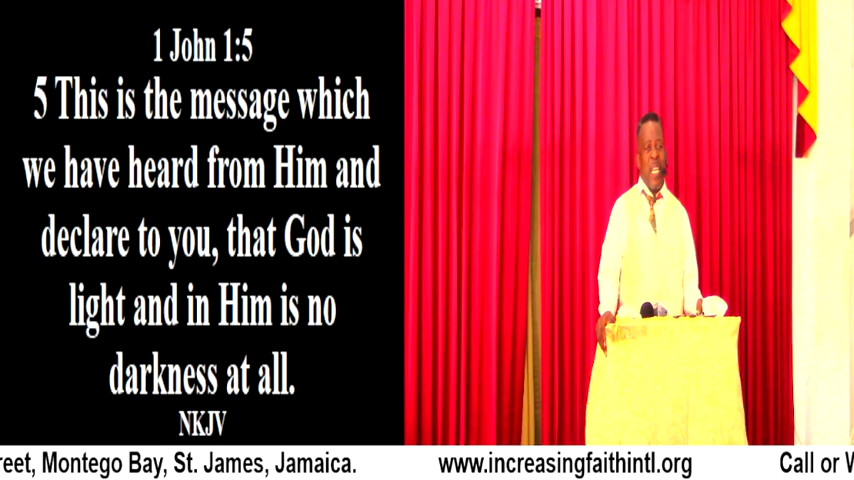 1 John 1:5
5 This is the message which
we have heard from Him and
declare to you, that God is
light and in Him is no
darkness at all.
NKJV
Montego Bay, St. James, Jamaica. www.increasingfaithintl.org Call or